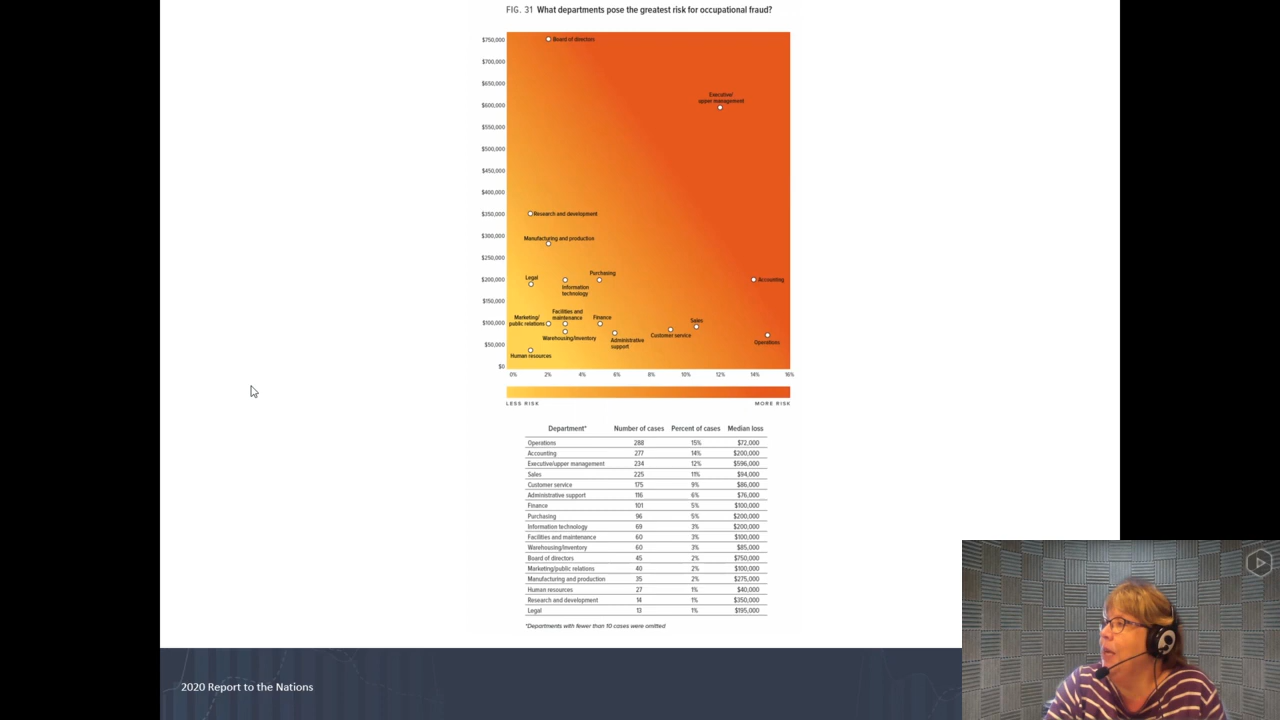 FIG. 31 What departments pose the greatest risk for occupational fraud?
$750,000
Board of directors
$700,000
$650,000
Executive/
upper management
$600,000
$550,000
$500,000
$450,000
$400,000
$350,000
Research and development
$300,000
Manufacturing and production
$250,000
$200,000
Legal
Information
technology
Purchasing
Accounting
$150,000
$100,000
Marketing/
public relations
Facilities and
maintenance
Finance
Sales
Warehousing/inventory
Administrative
support
Customer service
Operations
$50,000
Human resources
$0
0% 2% 4% 6% 8% 10% 12% 14% 16%
LESS RISK MORE RISK
Department* Number of cases Percent of cases Median loss
Operations 288 15% $72,000
Accounting 277 14% $200,000
Executive/upper management 234 12% $596,000
Sales 225 11% $94,000
Customer service 175 9% $86,000
Administrative support 116 6% $76,000
Finance 101 5% $100,000
Purchasing 96 5% $200,000
Information technology 69 3% $200,000
Facilities and maintenance 60 3% $100,000
Warehousing/inventory 60 3% $85,000
Board of directors 45 2% $750,000
Marketing/public relations 40 2% $100,000
Manufacturing and production 35 2% $275,000
Human resources 27 1% $40,000
Research and development 14 1% $350,000
Legal 13 1% $195,000
*Departments with fewer than 10 cases were omitted
2020 Report to the Nations